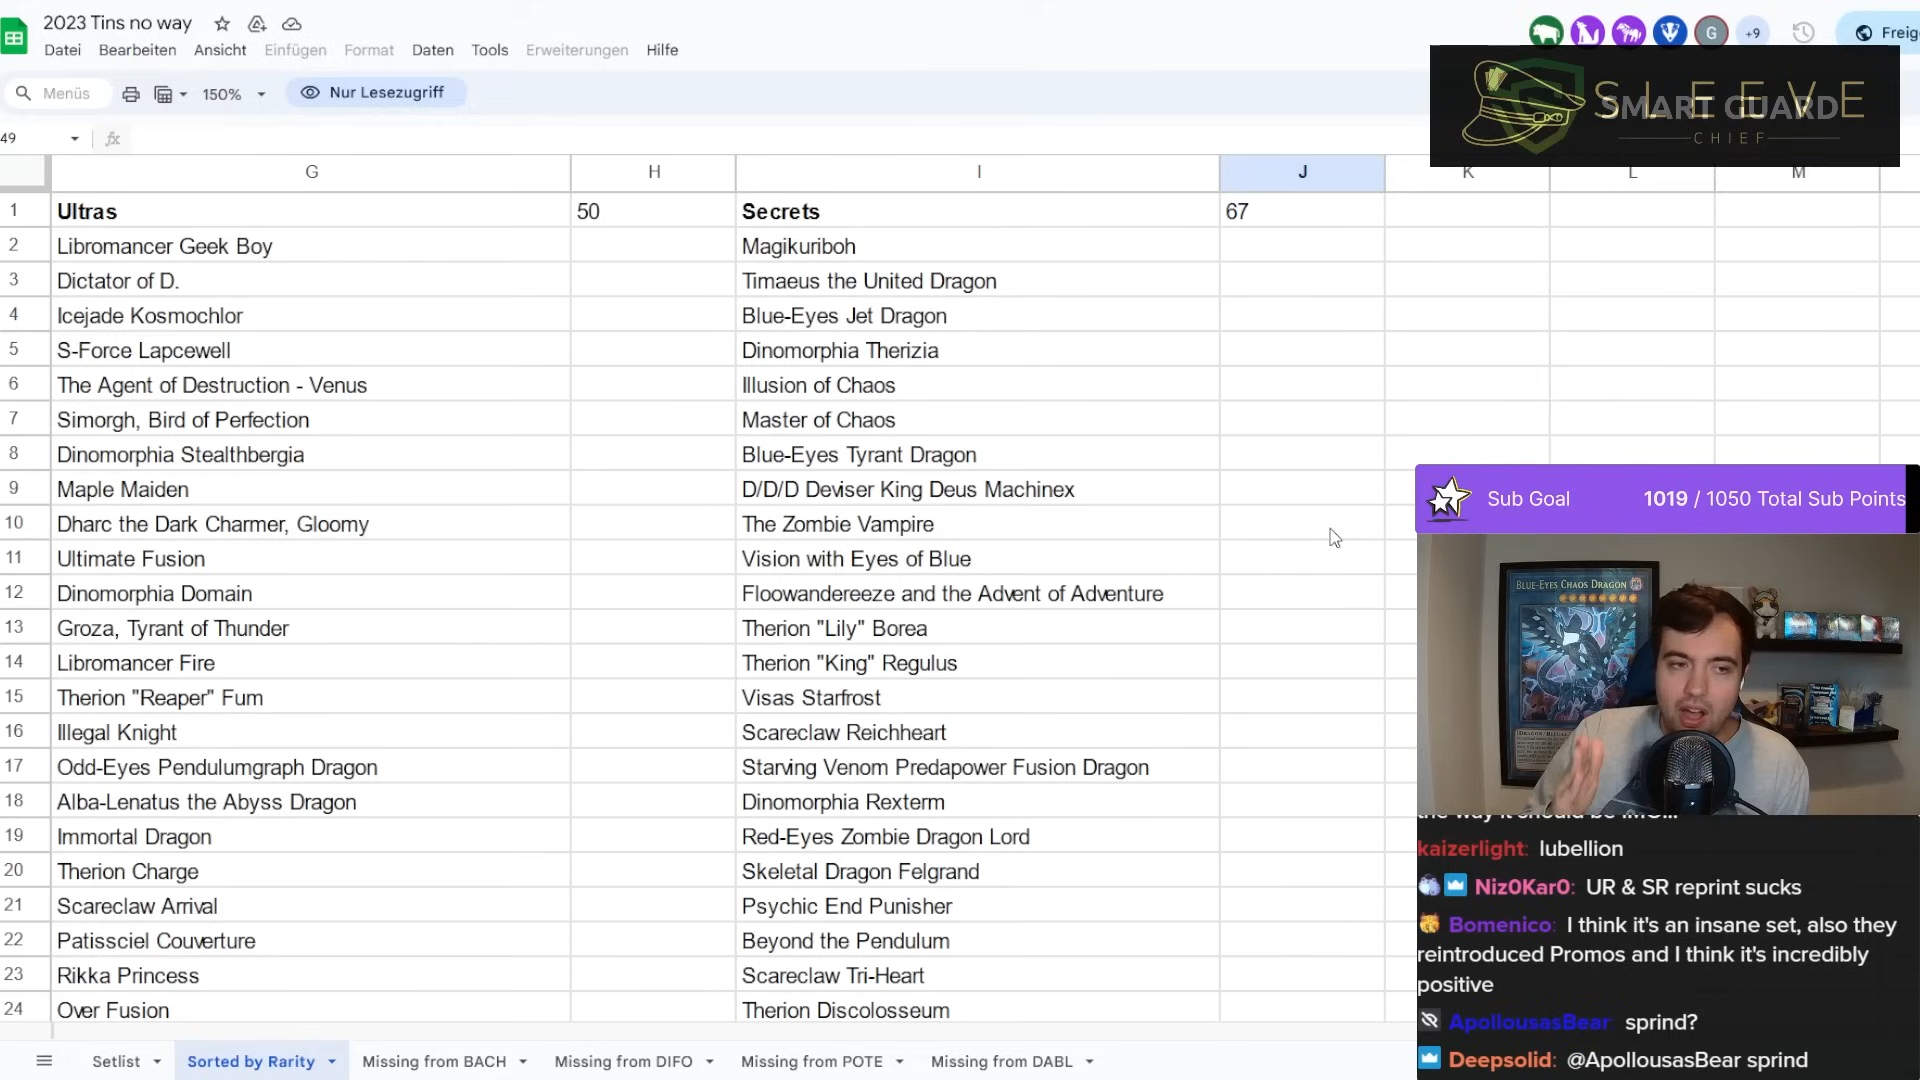 2023 Tins no way
Datei Bearbeiten Ansicht Einfügen Format Daten Tools Erweiterungen Hilfe
G +9 Freig
Menüs 150% Nur Lesezugriff
SLEEVE
SMART GUARD
CHIEF
49 fx
G H I J K L M
1 Ultras 50 Secrets 67
2 Libromancer Geek Boy Magikuriboh
3 Dictator of D. Timaeus the United Dragon
4 Icejade Kosmochlor Blue-Eyes Jet Dragon
5 S-Force Lapcewell Dinomorphia Therizia
6 The Agent of Destruction - Venus Illusion of Chaos
7 Simorgh, Bird of Perfection Master of Chaos
8 Dinomorphia Stealthbergia Blue-Eyes Tyrant Dragon
9 Maple Maiden D/D/D Deviser King Deus Machinex
10 Dharc the Dark Charmer, Gloomy The Zombie Vampire
11 Ultimate Fusion Vision with Eyes of Blue
12 Dinomorphia Domain Floowandereeze and the Advent of Adventure
13 Groza, Tyrant of Thunder Therion "Lily" Borea
14 Libromancer Fire Therion "King" Regulus
15 Therion "Reaper" Fum Visas Starfrost
16 Illegal Knight Scareclaw Reichheart
17 Odd-Eyes Pendulumgraph Dragon Starving Venom Predapower Fusion Dragon
18 Alba-Lenatus the Abyss Dragon Dinomorphia Rexterm
19 Immortal Dragon Red-Eyes Zombie Dragon Lord
20 Therion Charge Skeletal Dragon Felgrand
21 Scareclaw Arrival Psychic End Punisher
22 Patissciel Couverture Beyond the Pendulum
23 Rikka Princess Scareclaw Tri-Heart
24 Over Fusion Therion Discolosseum
Sub Goal 1019 / 1050 Total Sub Points
BLUE-EYES CHAOS DRAGON
the way it should be IMO...
kaizerlight: lubellion
Niz0Kar0: UR & SR reprint sucks
Bomenico: I think it's an insane set, also they
reintroduced Promos and I think it's incredibly
positive
ApollousasBear: sprind?
Deepsolid: @ApollousasBear sprind
Setlist Sorted by Rarity Missing from BACH Missing from DIFO Missing from POTE Missing from DABL